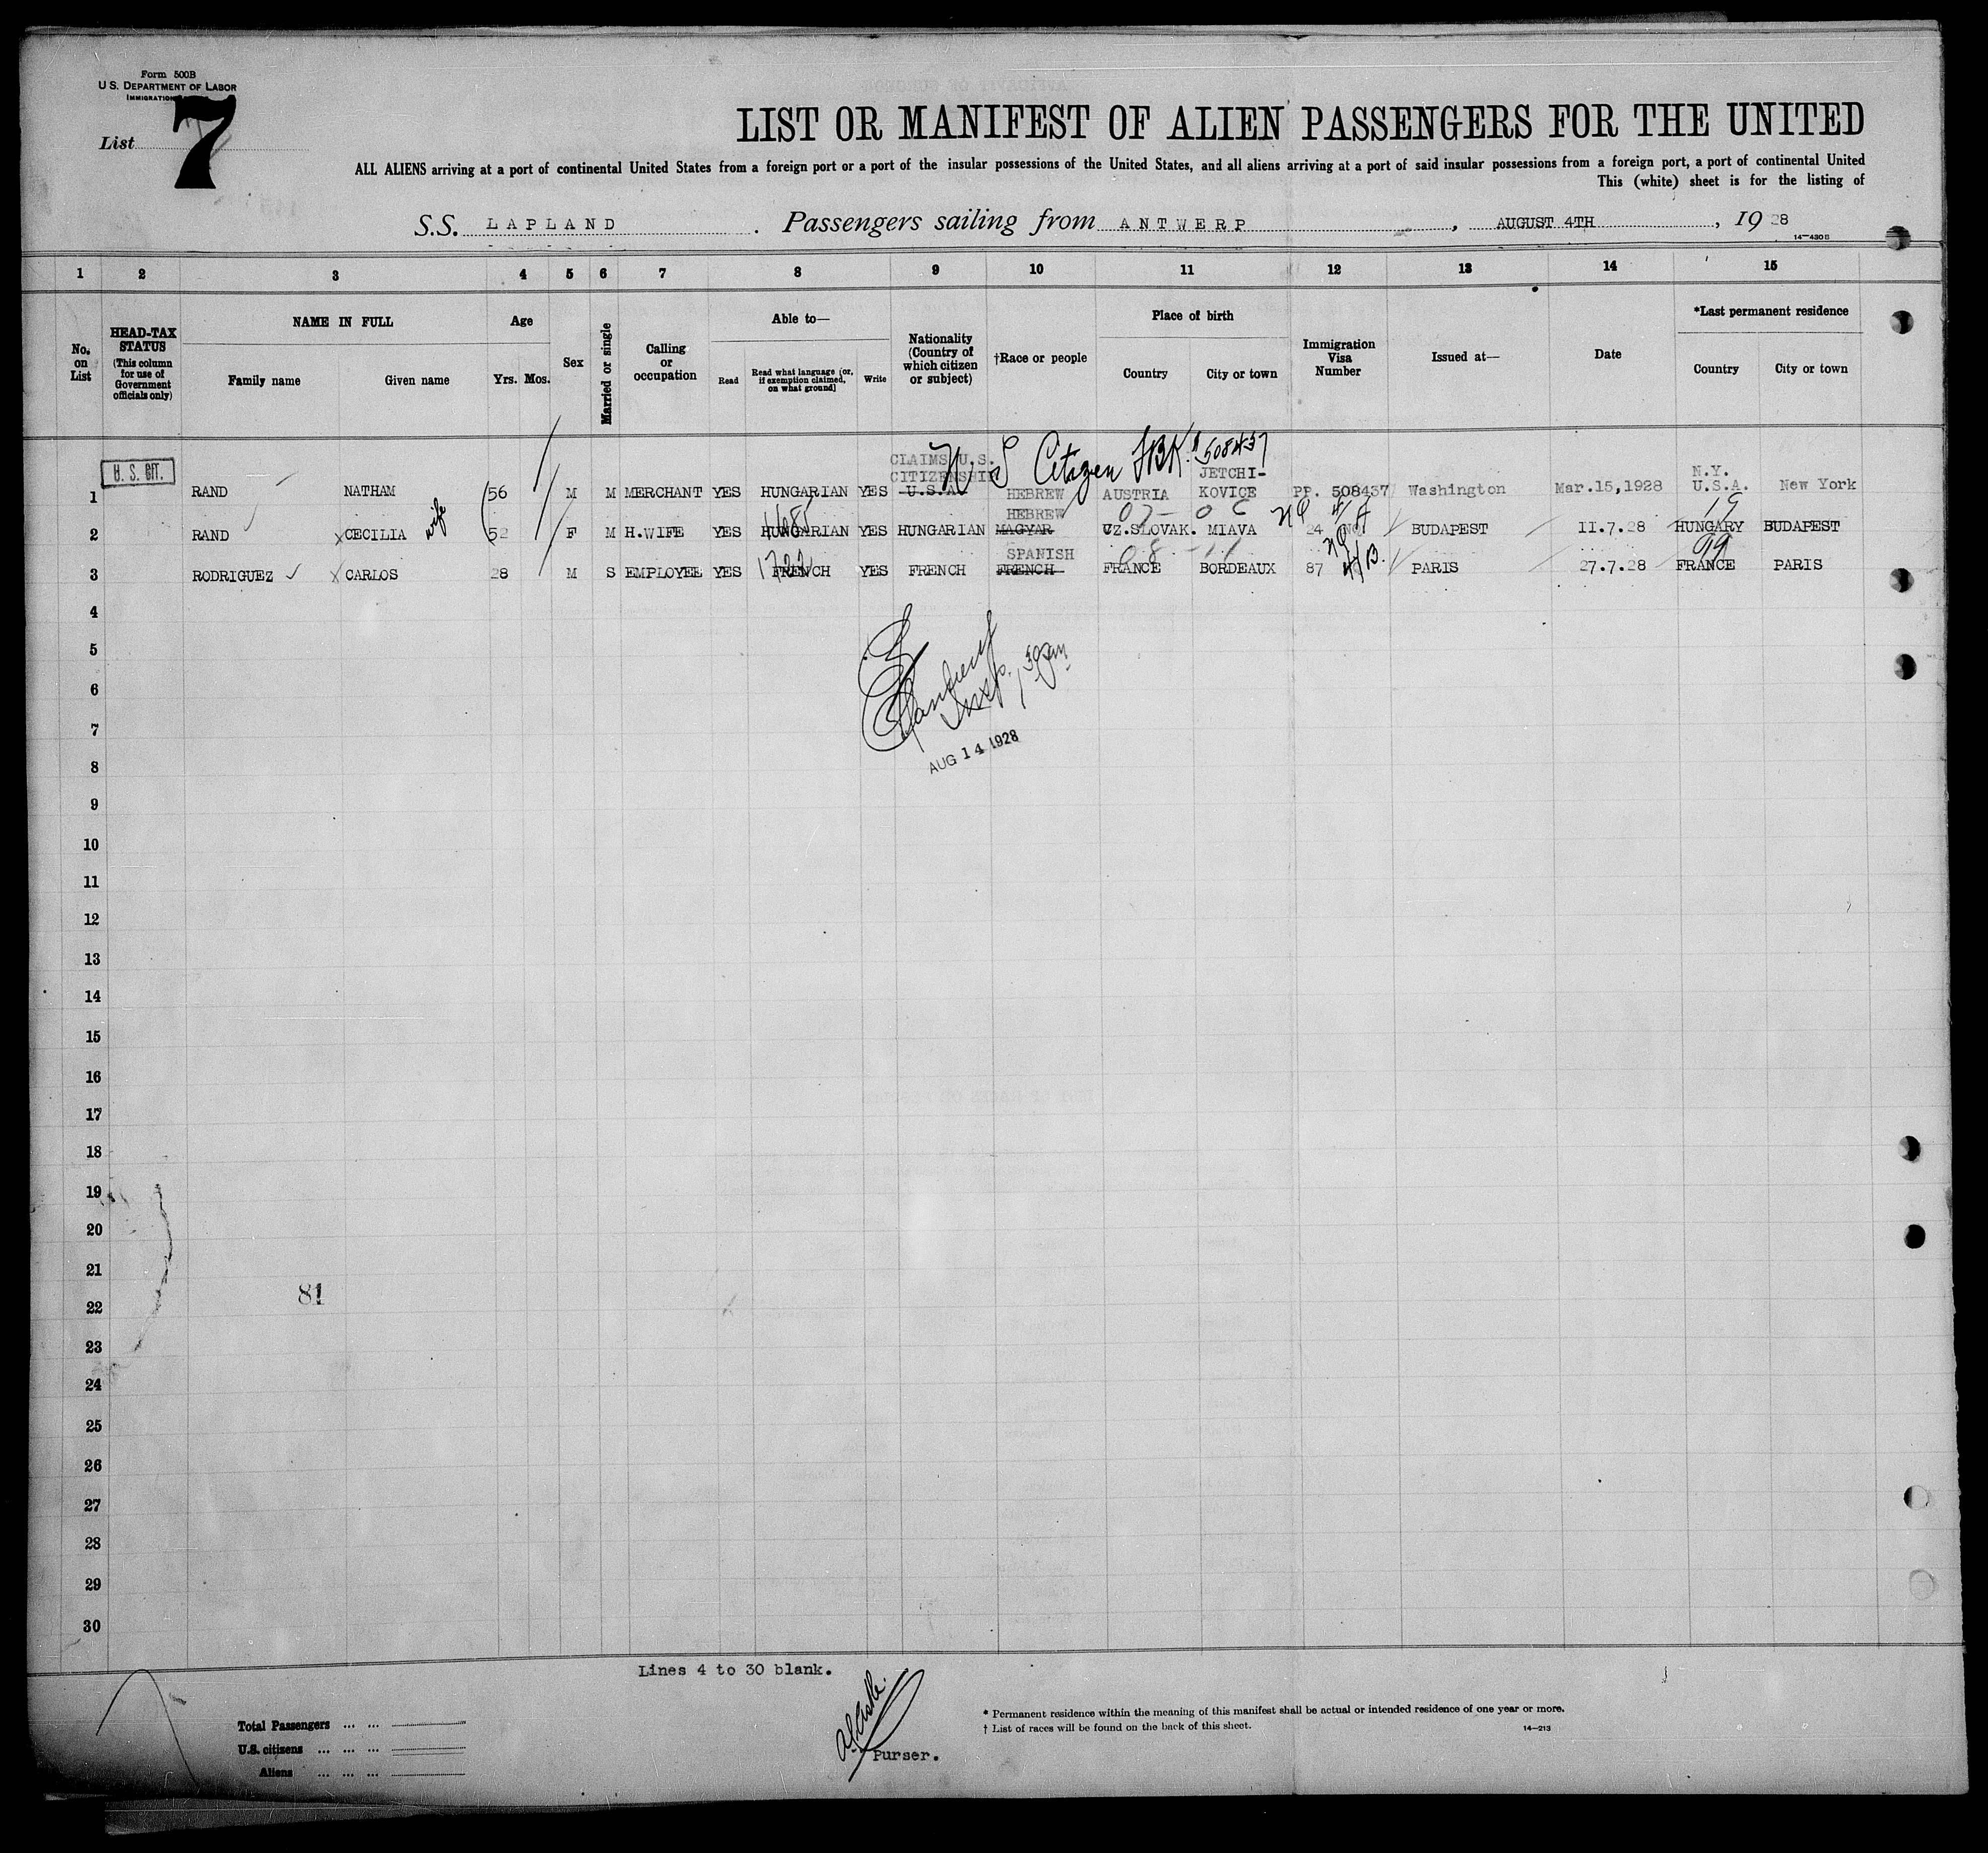 Form 500B
U.S. DEPARTMENT OF LABOR
IMMIGRATION
List 7
LIST OR MANIFEST OF ALIEN PASSENGERS FOR THE UNITED
ALL ALIENS arriving at a port of continental United States from a foreign port or a port of the insular possessions of the United States, and all aliens arriving at a port of said insular possessions from a foreign port, a port of continental United
This (white) sheet is for the listing of
S.S. LAPLAND. Passengers sailing from ANTWERP, AUGUST 4TH, 1928
14—430B
1 2 3 4 5 6 7 8 9 10 11 12 13 14 15
No. on List
HEAD-TAX STATUS (This column for use of Government officials only)
NAME IN FULL
Family name Given name
Age
Yrs. Mos.
Sex
Married or single
Calling or occupation
Able to—
Read Read what language (or, if exemption claimed, on what ground) Write
Nationality (Country of which citizen or subject)
†Race or people
Place of birth
Country City or town
Immigration Visa Number
Issued at—
Date
*Last permanent residence
Country City or town
U.S. Citizen 508437
CLAIMS U.S. CITIZENSHIP
U. S. CIT.
1 RAND NATHAM 56 M M MERCHANT YES HUNGARIAN YES U.S.A. HEBREW AUSTRIA JETCHI-KOVICE PP. 508437 Washington Mar.15,1928 N.Y. U.S.A. New York
2 RAND CECILIA wife 52 F M H.WIFE YES HUNGARIAN YES HUNGARIAN MAGYAR HEBREW CZ.SLOVAK. MIAVA 24 NQ BUDAPEST 11.7.28 HUNGARY BUDAPEST
3 RODRIGUEZ CARLOS 28 M S EMPLOYEE YES FRENCH YES FRENCH FRENCH SPANISH FRANCE BORDEAUX 87 PARIS 27.7.28 FRANCE PARIS
99
4
5
6
7
8
9
10
11
12
13
14
15
16
17
18
19
20
21
22
23
24
25
26
27
28
29
30
Insp.
AUG 14 1928
81
Lines 4 to 30 blank.
Total Passengers ... ...
U.S. citizens ... ... ...
Aliens ... ... ...
Purser.
* Permanent residence within the meaning of this manifest shall be actual or intended residence of one year or more.
† List of races will be found on the back of this sheet.
14—213